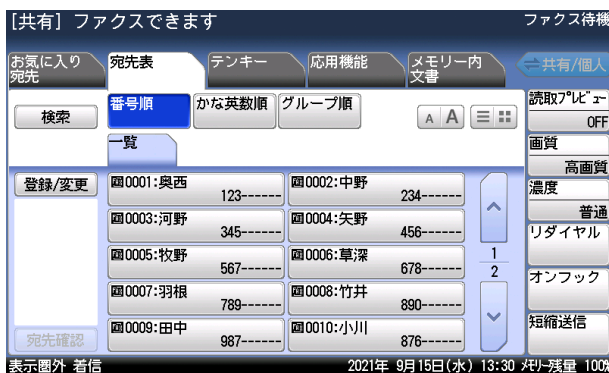 [共有] ファクスできます
ファクス待機
お気に入り
宛先
宛先表
テンキー
応用機能
メモリー内
文書
共有/個人
検索
番号順
かな英数順
グループ順
A A
一覧
登録/変更
0001:奥西
123------
0002:中野
234------
0003:河野
345------
0004:矢野
456------
0005:牧野
567------
0006:草深
678------
0007:羽根
789------
0008:竹井
890------
0009:田中
987------
0010:小川
876------
1
2
宛先確認
読取プレビュー
OFF
画質
高画質
濃度
普通
リダイヤル
オンフック
短縮送信
表示圏外 着信
2021年 9月15日(水) 13:30 メモリー残量 100%